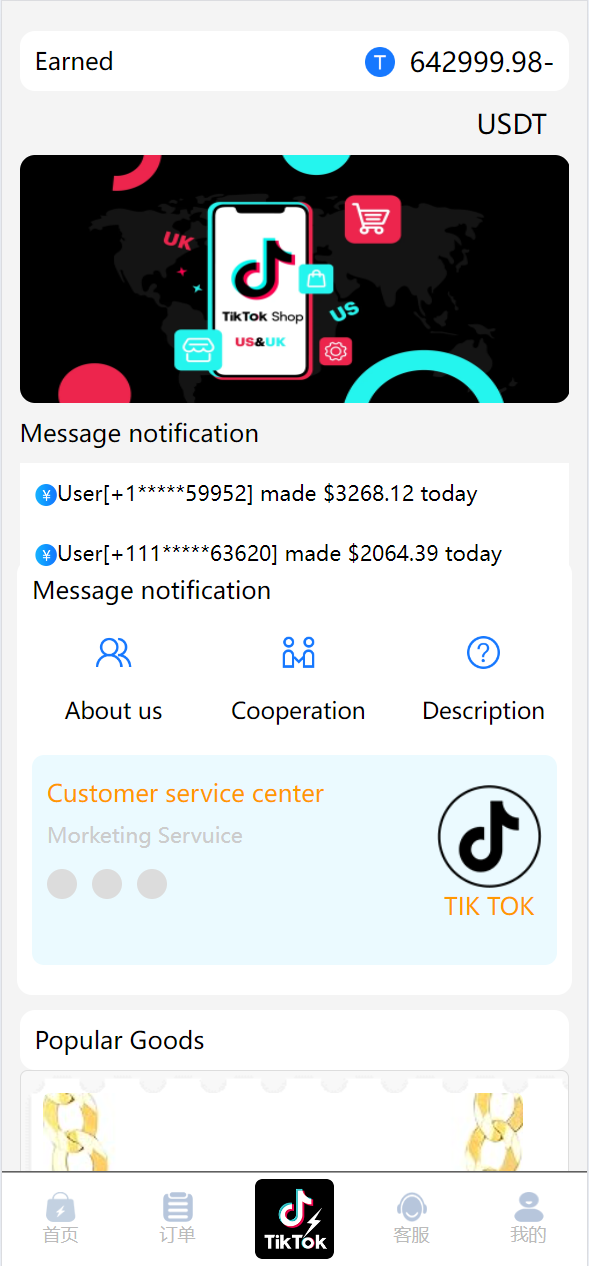 Earned
T 642999.98-
USDT
UK
TikTok Shop
US&UK
US
Message notification
¥User[+1*****59952] made $3268.12 today
¥User[+111*****63620] made $2064.39 today
Message notification
About us
Cooperation
Description
Customer service center
Morketing Servuice
TIK TOK
Popular Goods
首页
订单
TikTok
客服
我的